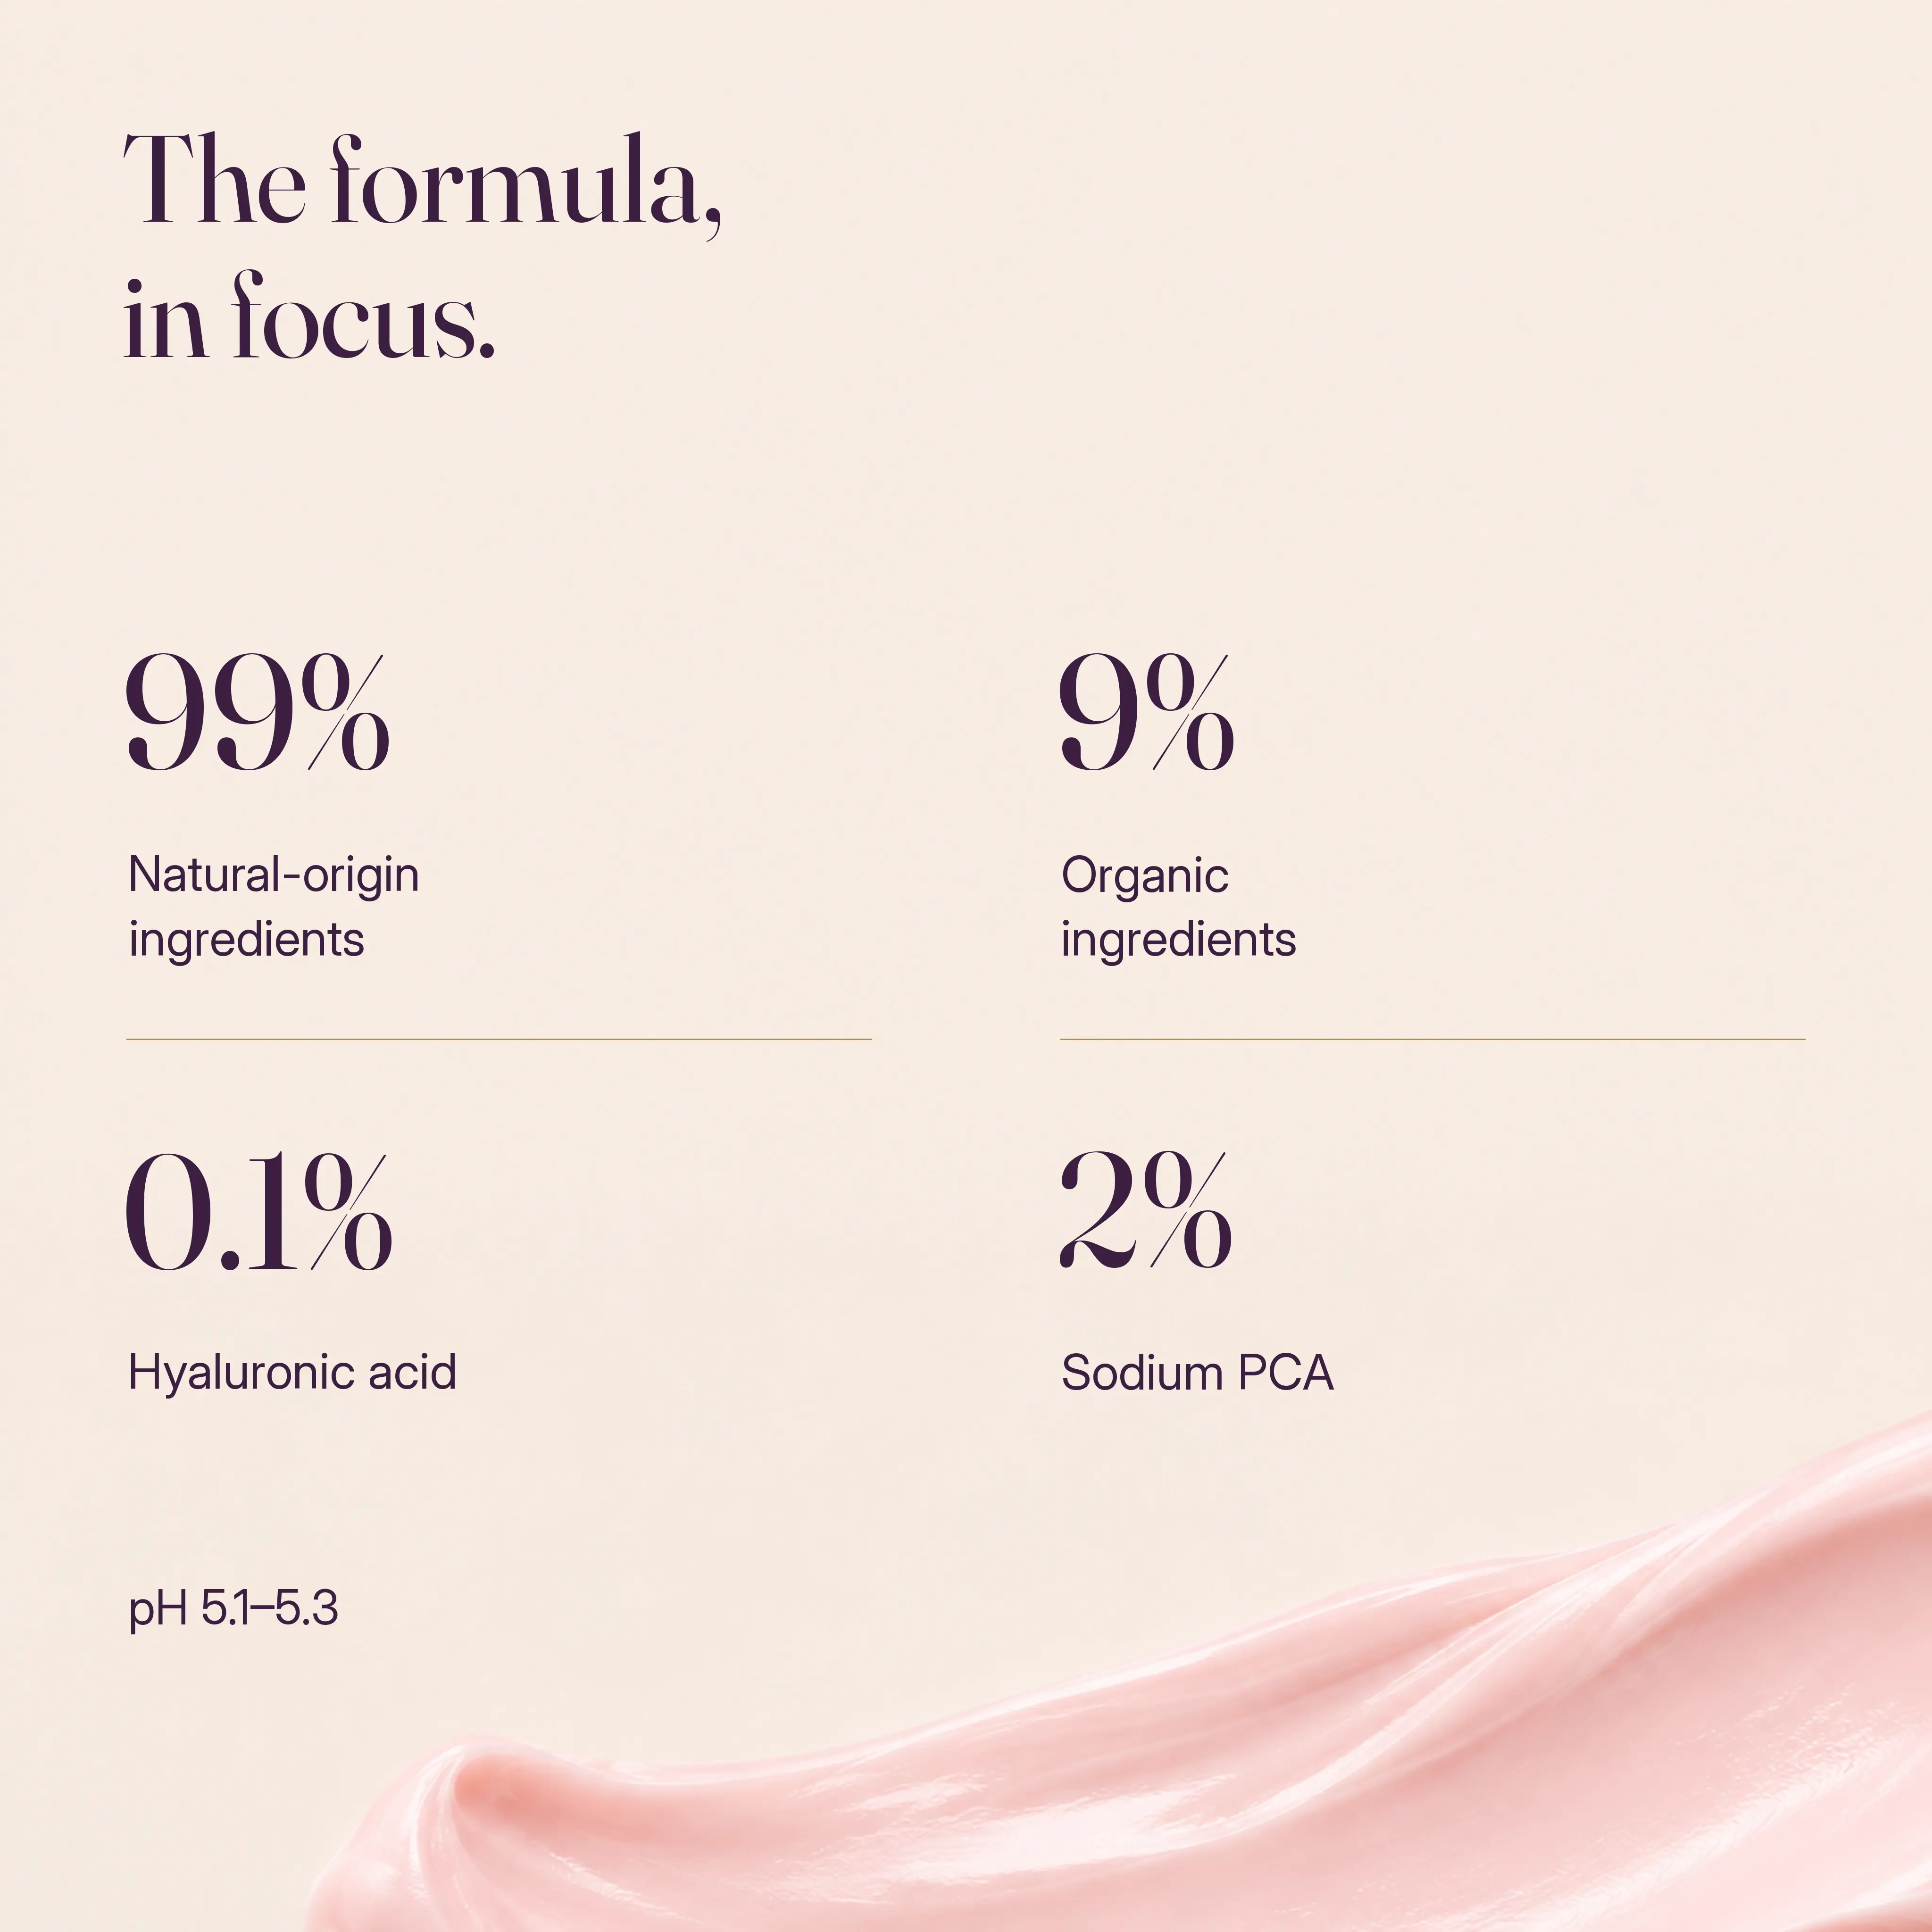 The formula,
in focus.
99%
Natural-origin
ingredients
9%
Organic
ingredients
0.1%
Hyaluronic acid
2%
Sodium PCA
pH 5.1–5.3